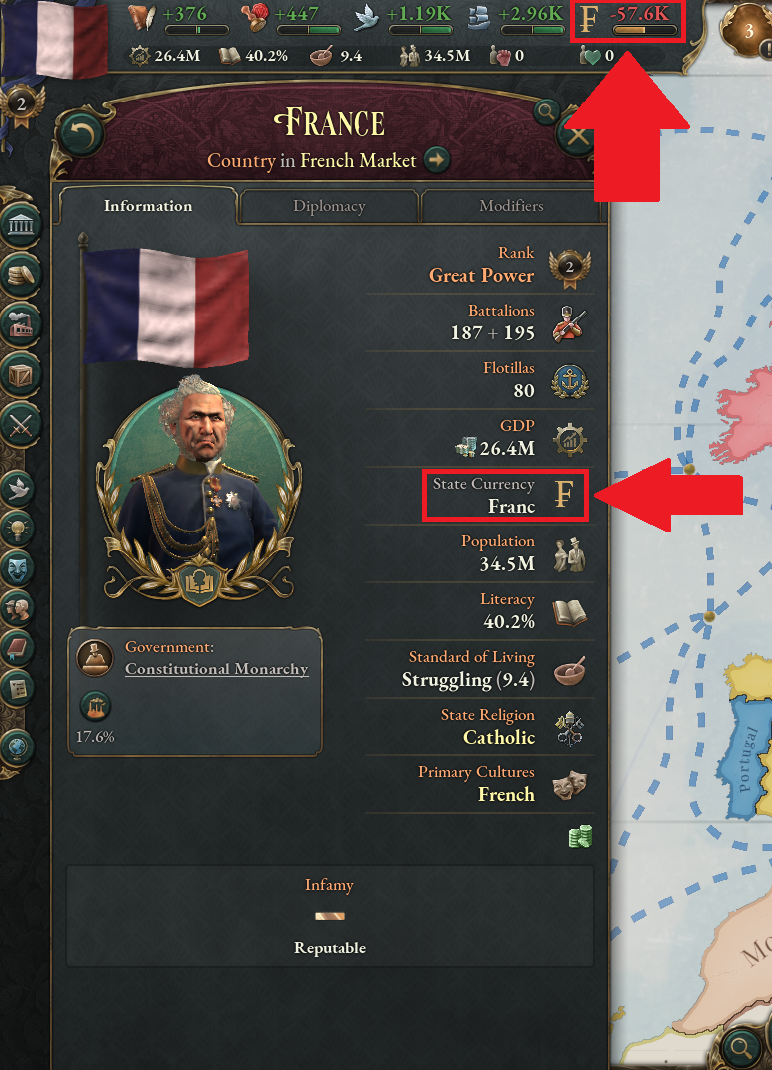 +376 +447 +1.19K +2.96K ₣ -57.6K
26.4M 40.2% 9.4 34.5M 0 0
3
2
FRANCE
Country in French Market
Information Diplomacy Modifiers
Rank
Great Power
2
Battalions
187 + 195
Flotillas
80
GDP
26.4M
State Currency
Franc
₣
Population
34.5M
Literacy
40.2%
Government:
Constitutional Monarchy
17.6%
Standard of Living
Struggling (9.4)
State Religion
Catholic
Primary Cultures
French
Infamy
Reputable
Portugal
Mo